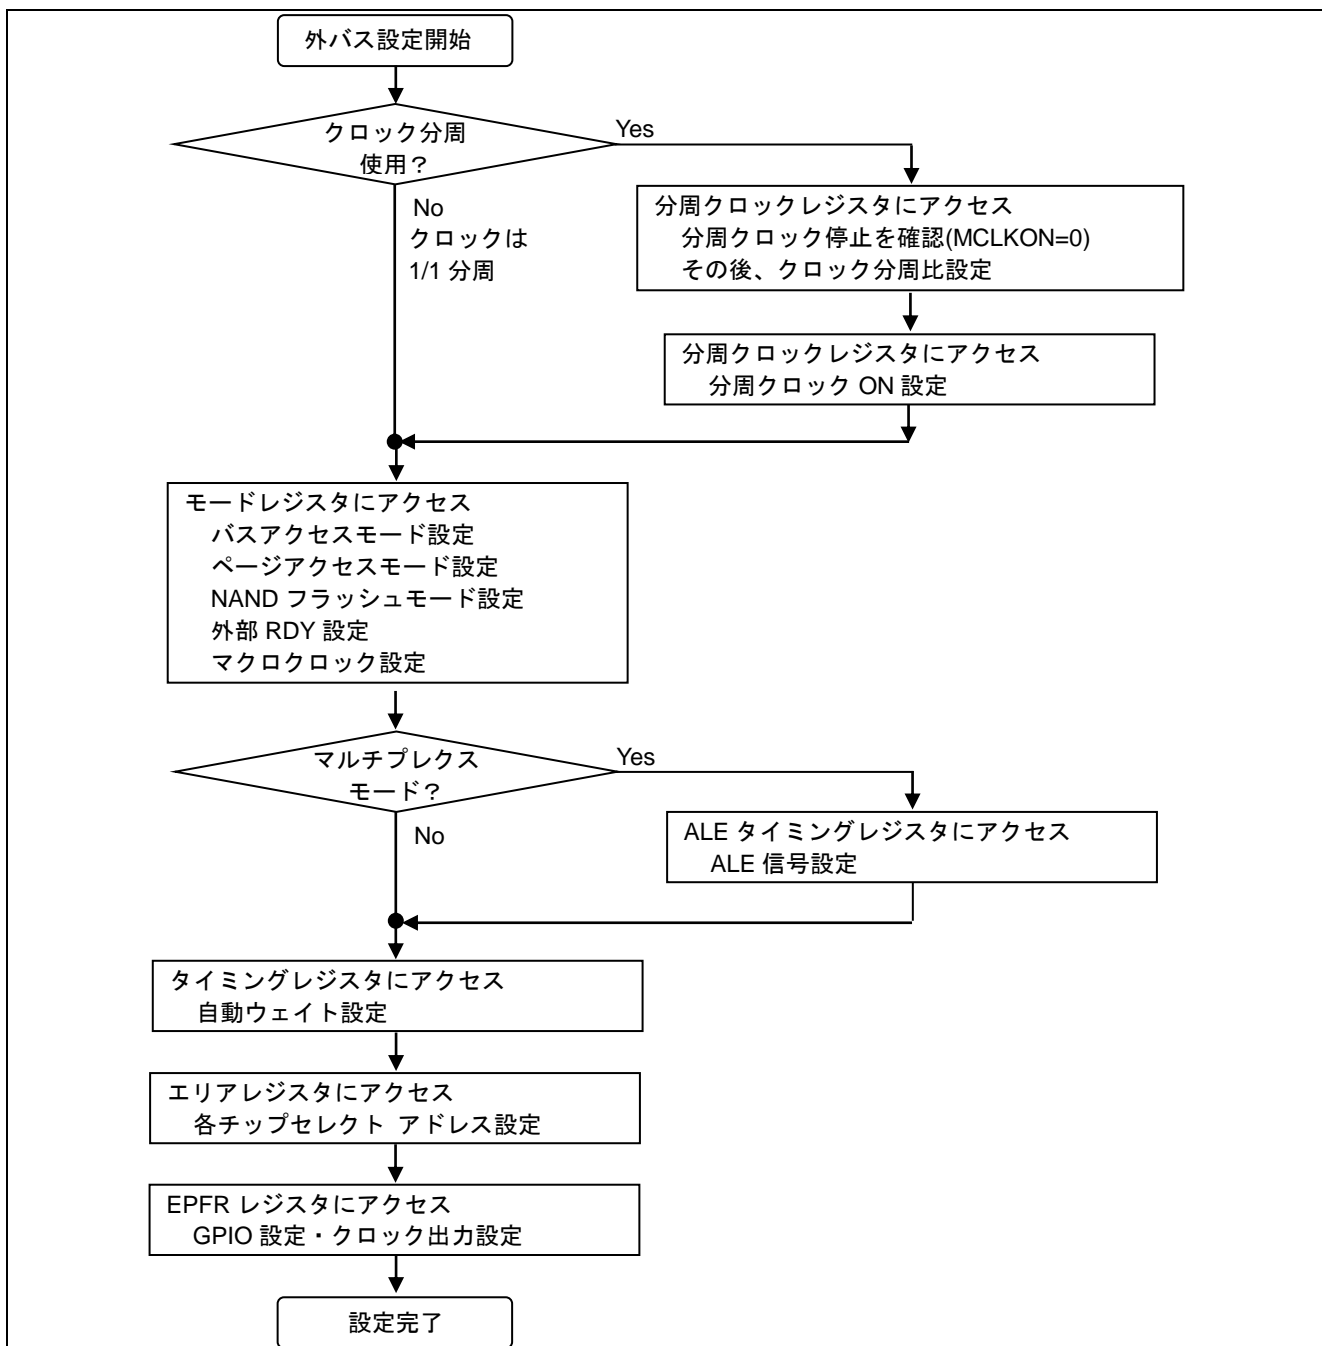 外バス設定開始
クロック分周
使用？
Yes
No
クロックは
1/1 分周
分周クロックレジスタにアクセス
分周クロック停止を確認(MCLKON=0)
その後、クロック分周比設定
分周クロックレジスタにアクセス
分周クロック ON 設定
モードレジスタにアクセス
バスアクセスモード設定
ページアクセスモード設定
NAND フラッシュモード設定
外部 RDY 設定
マクロクロック設定
マルチプレクス
モード？
Yes
No
ALE タイミングレジスタにアクセス
ALE 信号設定
タイミングレジスタにアクセス
自動ウェイト設定
エリアレジスタにアクセス
各チップセレクト アドレス設定
EPFR レジスタにアクセス
GPIO 設定・クロック出力設定
設定完了